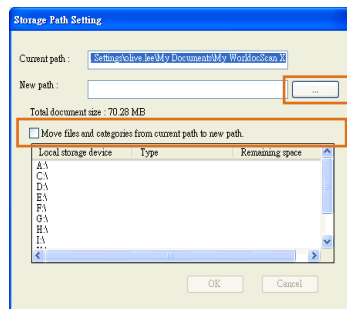 Storage Path Setting
Current path : Settings\olive.lee\My Documents\My WorldocScan X
New path : ...
Total document size : 70.28 MB
Move files and categories from current path to new path.
Local storage device Type Remaining space
A:\
C:\
D:\
E:\
F:\
G:\
H:\
I:\
OK Cancel